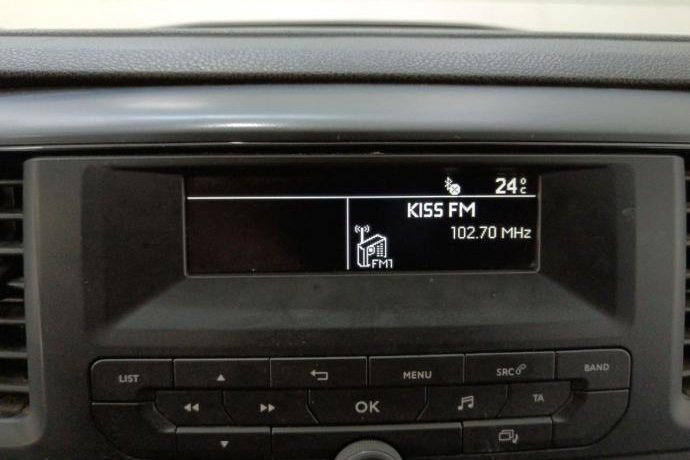 24°C
KISS FM
102.70 MHz
FM1
LIST
MENU
SRC
BAND
OK
TA